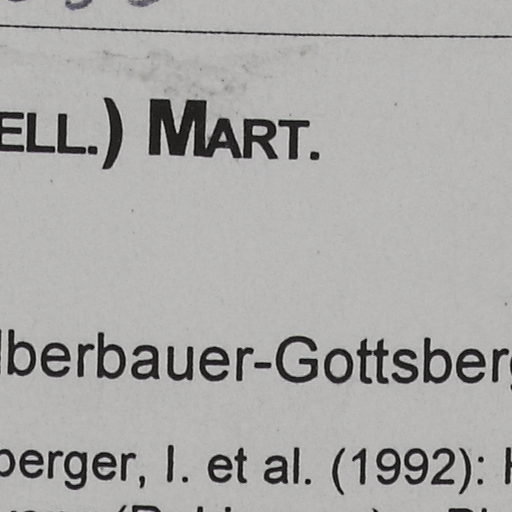 ELL.) MART.
lberbauer-Gottsberg
berger, I. et al. (1992): H